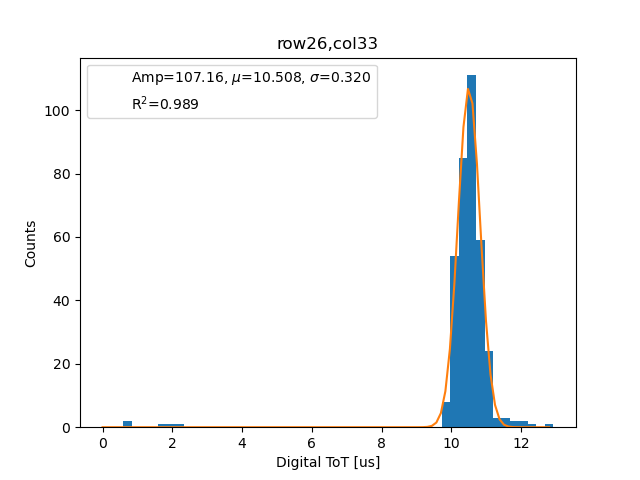 row26,col33
Amp=107.16, μ=10.508, σ=0.320
R²=0.989
Counts
100
80
60
40
20
0
0 2 4 6 8 10 12
Digital ToT [us]